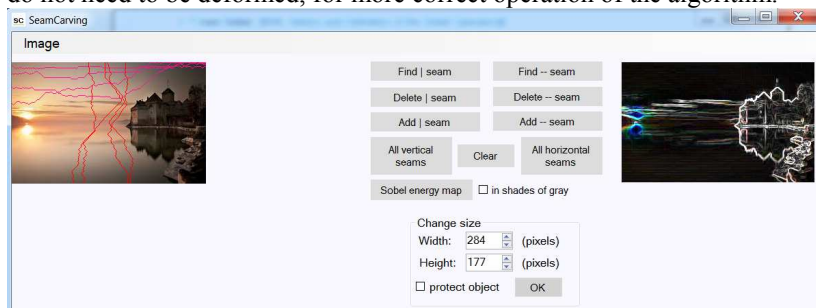 do not need to be deformed, for more correct operation of the algorithm.
sc SeamCarving
Image
Find | seam Find -- seam
Delete | seam Delete -- seam
Add | seam Add -- seam
All vertical seams Clear All horizontal seams
Sobel energy map in shades of gray
Change size
Width: 284 (pixels)
Height: 177 (pixels)
protect object OK